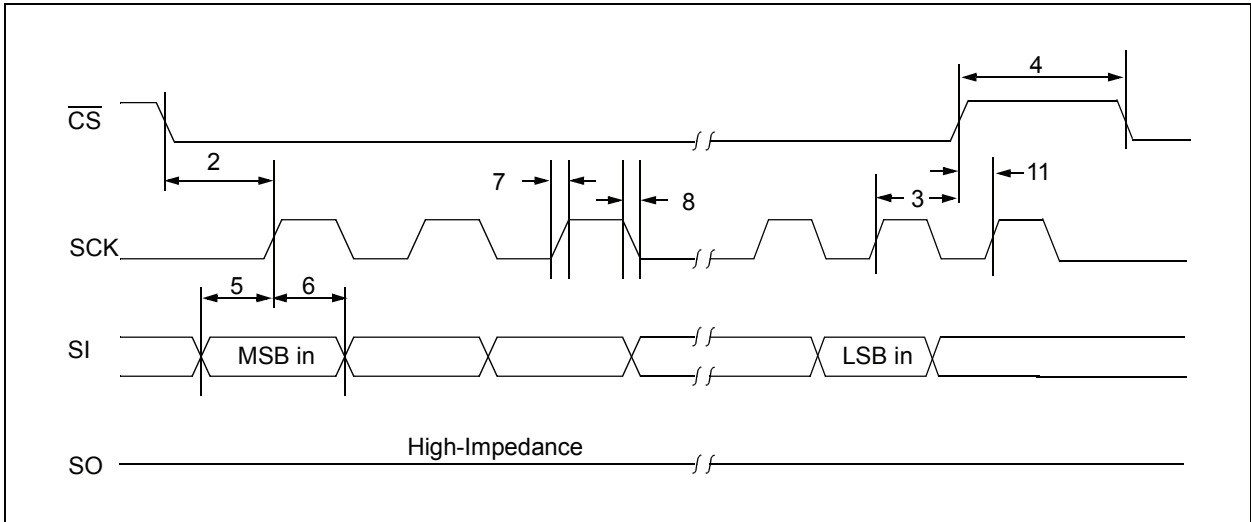 4
CS
2
7
8
3
11
SCK
5
6
SI
MSB in
LSB in
High-Impedance
SO